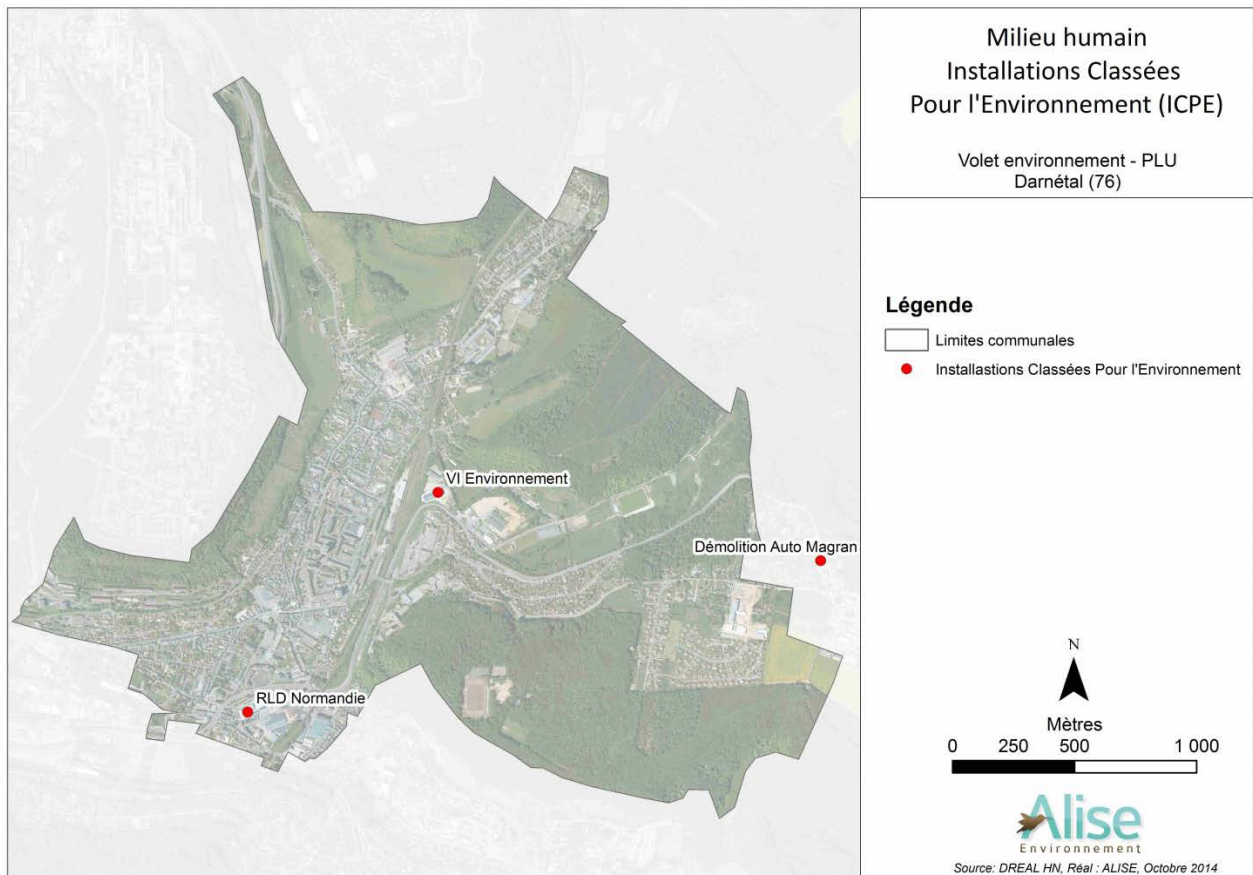 Milieu humain
Installations Classées
Pour l'Environnement (ICPE)
Volet environnement - PLU
Darnétal (76)
Légende
Limites communales
Installastions Classées Pour l'Environnement
VI Environnement
Démolition Auto Magran
RLD Normandie
N
Mètres
0 250 500 1 000
Alise
Environnement
Source: DREAL HN, Réal : ALISE, Octobre 2014